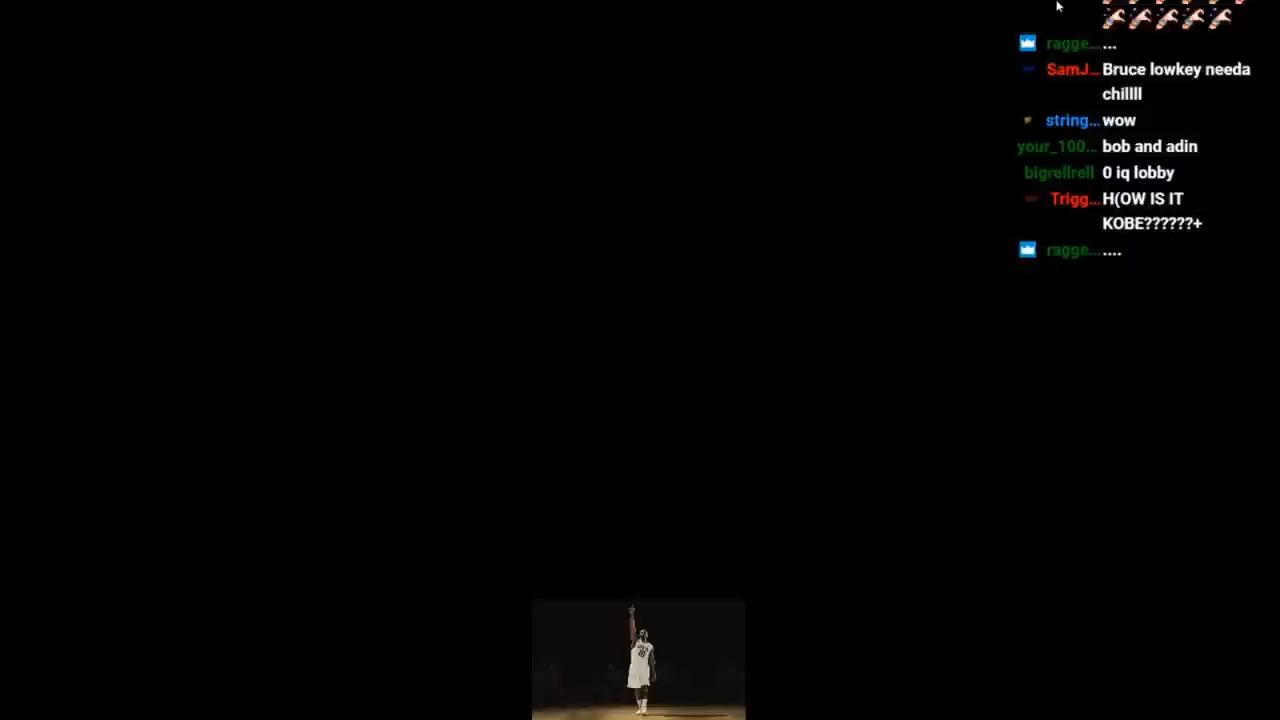 ragge... ...
SamJ... Bruce lowkey needa
chillll
string... wow
your_100... bob and adin
bigrellrell 0 iq lobby
Trigg... H(OW IS IT
KOBE??????+
ragge... ....